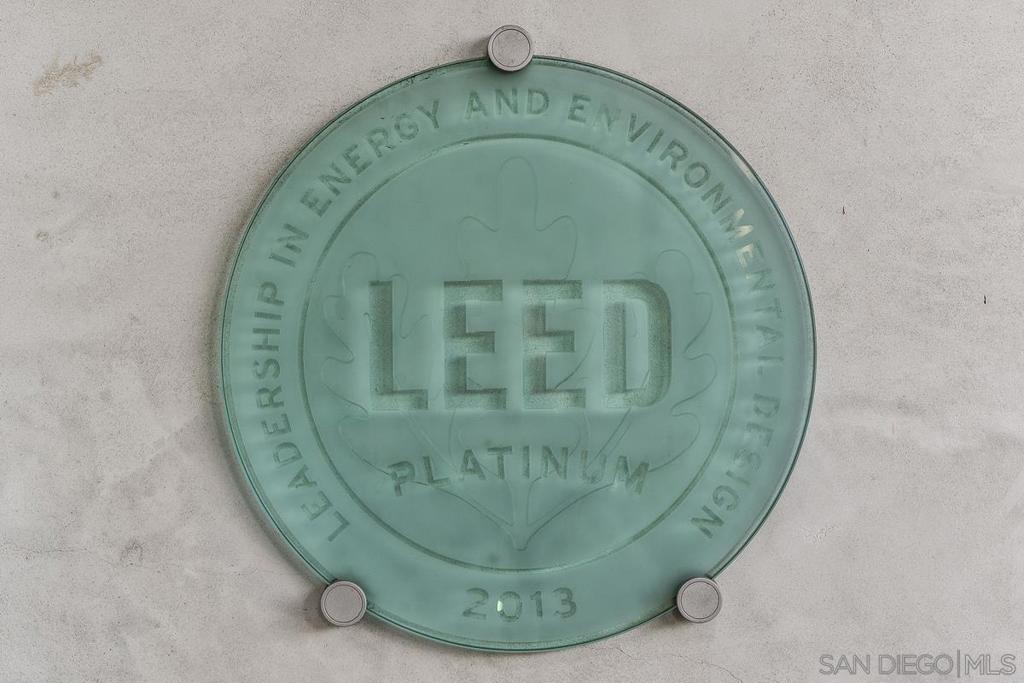 LEADERSHIP IN ENERGY AND ENVIRONMENTAL DESIGN
LEED
PLATINUM
2013
SAN DIEGO|MLS